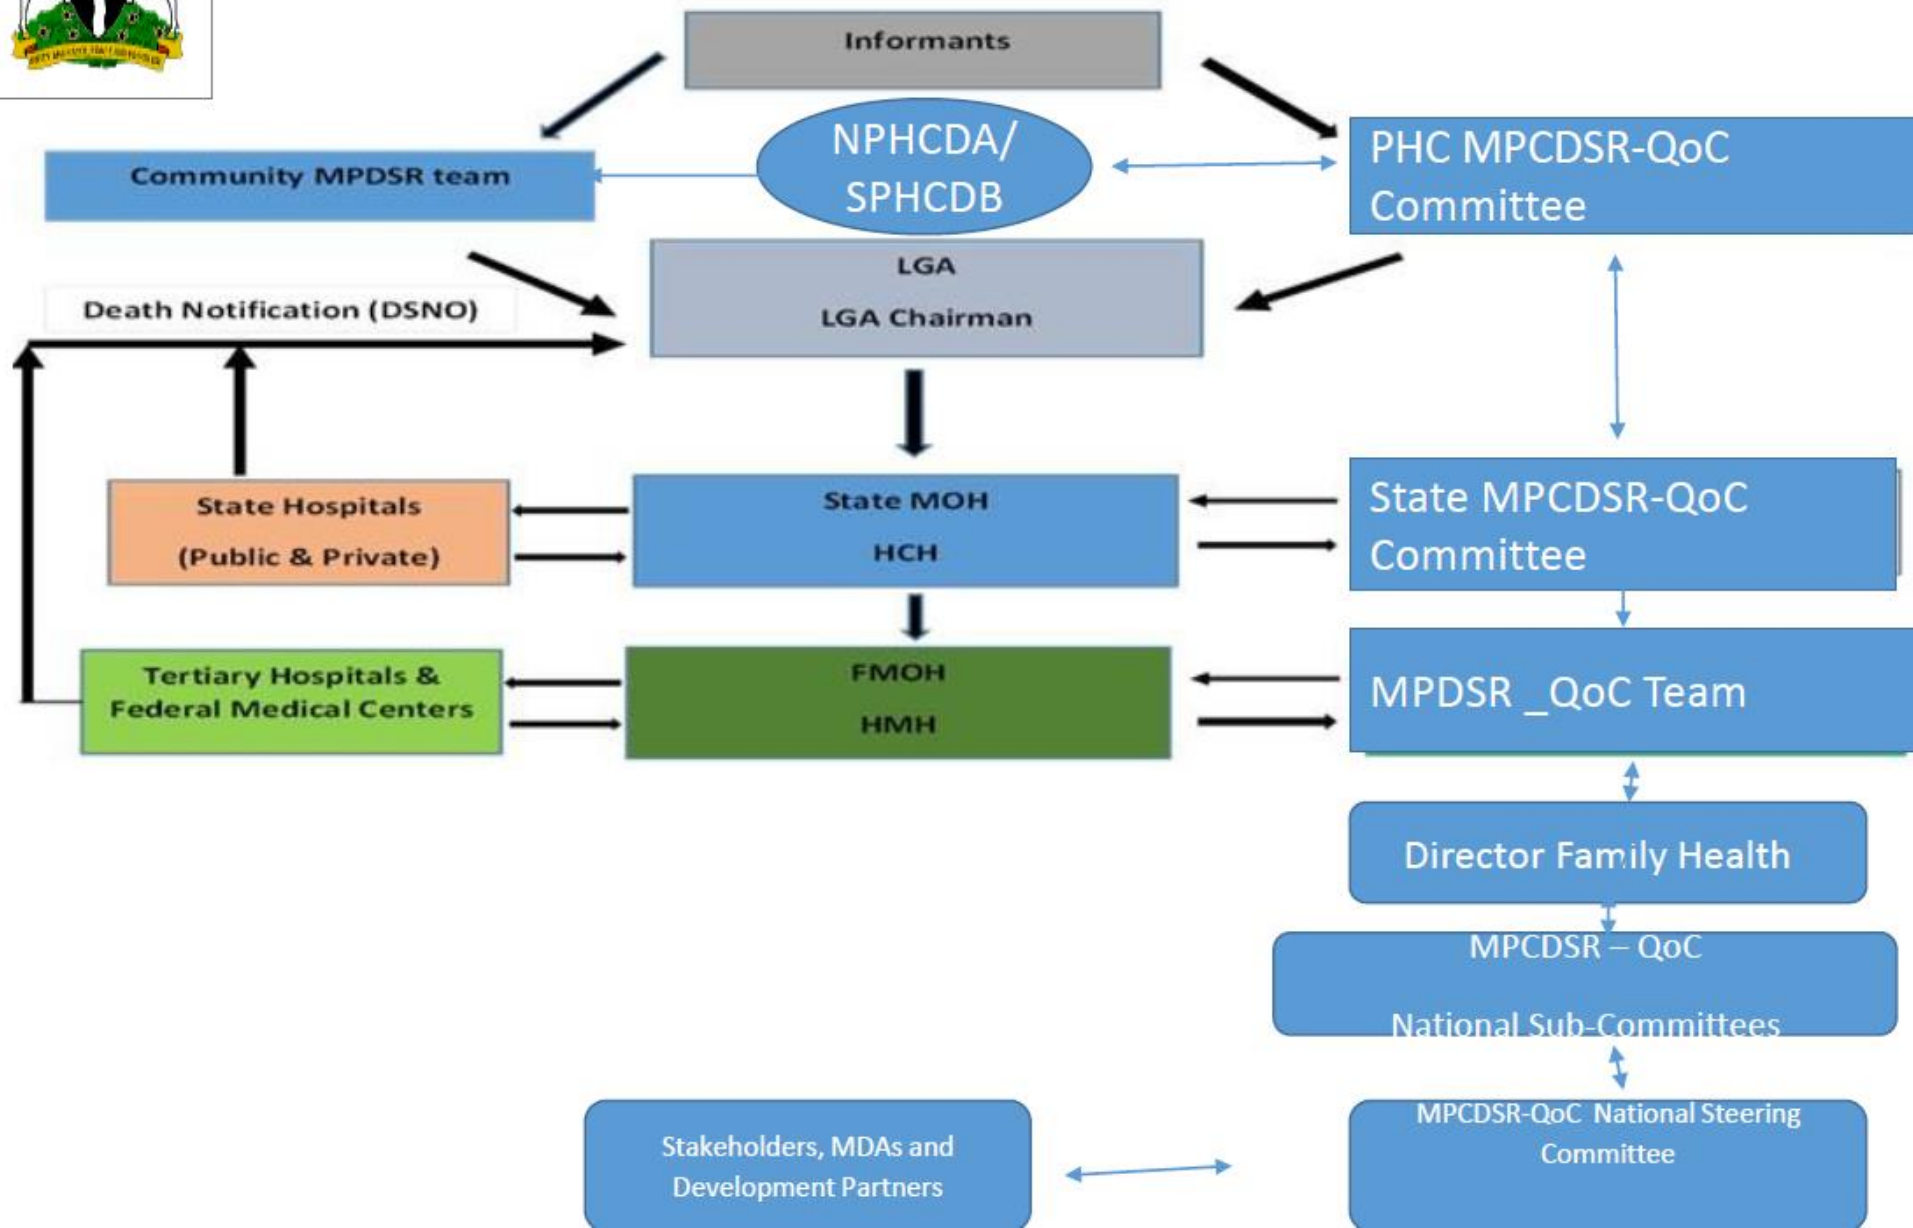 Informants
NPHCDA/
SPHCDB
Community MPDSR team
PHC MPCDSR-QoC
Committee
LGA
LGA Chairman
Death Notification (DSNO)
State Hospitals
(Public & Private)
State MOH
HCH
State MPCDSR-QoC
Committee
Tertiary Hospitals &
Federal Medical Centers
FMOH
HMH
MPDSR _QoC Team
Director Family Health
MPCDSR – QoC
National Sub-Committees
Stakeholders, MDAs and
Development Partners
MPCDSR-QoC National Steering
Committee